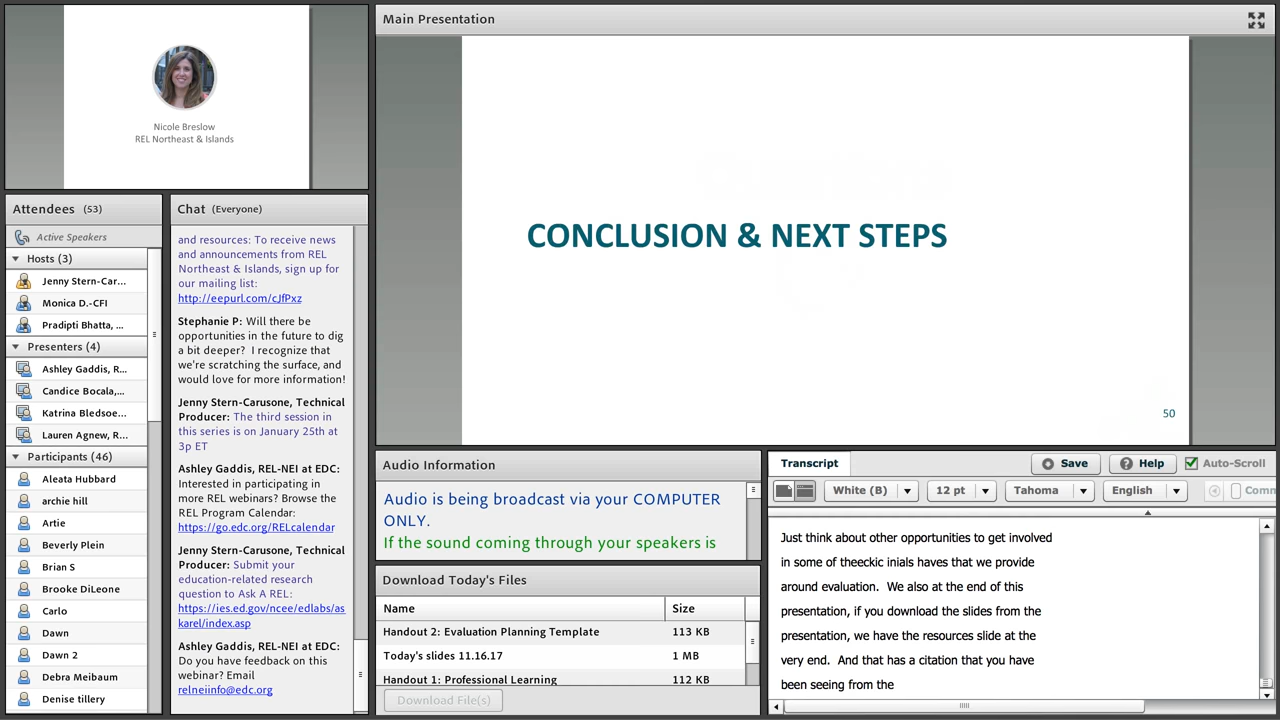 Nicole Breslow
REL Northeast & Islands
Attendees (53)
Active Speakers
Hosts (3)
Jenny Stern-Car...
Monica D.-CFI
Pradipti Bhatta, ...
Presenters (4)
Ashley Gaddis, R...
Candice Bocala,...
Katrina Bledsoe...
Lauren Agnew, R...
Participants (46)
Aleata Hubbard
archie hill
Artie
Beverly Plein
Brian S
Brooke DiLeone
Carlo
Dawn
Dawn 2
Debra Meibaum
Denise tillery
Chat (Everyone)
and resources: To receive news
and announcements from REL
Northeast & Islands, sign up for
our mailing list:
http://eepurl.com/cJfPxz
Stephanie P: Will there be
opportunities in the future to dig
a bit deeper? I recognize that
we're scratching the surface, and
would love for more information!
Jenny Stern-Carusone, Technical
Producer: The third session in
this series is on January 25th at
3p ET
Ashley Gaddis, REL-NEI at EDC:
Interested in participating in
more REL webinars? Browse the
REL Program Calendar:
https://go.edc.org/RELcalendar
Jenny Stern-Carusone, Technical
Producer: Submit your
education-related research
question to Ask A REL:
https://ies.ed.gov/ncee/edlabs/as
karel/index.asp
Ashley Gaddis, REL-NEI at EDC:
Do you have feedback on this
webinar? Email
relneiinfo@edc.org
Main Presentation
CONCLUSION & NEXT STEPS
50
Audio Information
Audio is being broadcast via your COMPUTER
ONLY.
If the sound coming through your speakers is
Download Today's Files
Name Size
Handout 2: Evaluation Planning Template 113 KB
Today's slides 11.16.17 1 MB
Handout 1: Professional Learning 112 KB
Download File(s)
Transcript Save Help Auto-Scroll
White (B) 12 pt Tahoma English Comm
Just think about other opportunities to get involved
in some of theeckic inials haves that we provide
around evaluation. We also at the end of this
presentation, if you download the slides from the
presentation, we have the resources slide at the
very end. And that has a citation that you have
been seeing from the